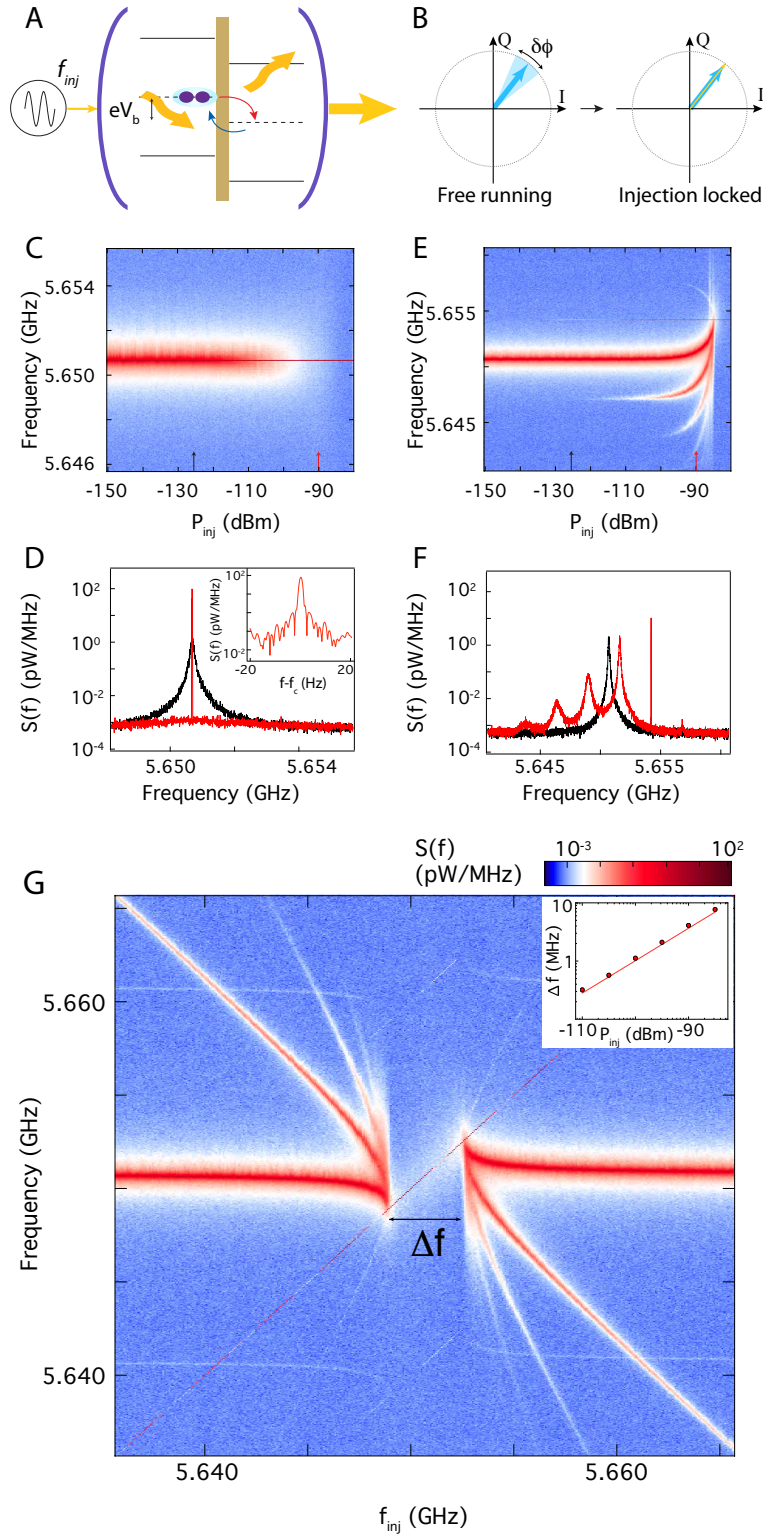 A
f_inj
eV_b
B
Q
δϕ
I
Free running
Q
I
Injection locked
C
Frequency (GHz)
5.654
5.650
5.646
-150
-130
-110
-90
P_inj (dBm)
E
Frequency (GHz)
5.655
5.645
-150
-130
-110
-90
P_inj (dBm)
D
S(f) (pW/MHz)
10^2
10^0
10^-2
10^-4
5.650
5.654
Frequency (GHz)
S(f) (pW/MHz)
10^2
10^-2
-20
20
f-f_c (Hz)
F
S(f) (pW/MHz)
10^2
10^0
10^-2
10^-4
5.645
5.655
Frequency (GHz)
S(f)
(pW/MHz)
10^-3
10^2
G
Frequency (GHz)
5.660
5.640
5.640
5.660
f_inj (GHz)
Δf
Δf (MHz)
10
1
-110
-90
P_inj (dBm)